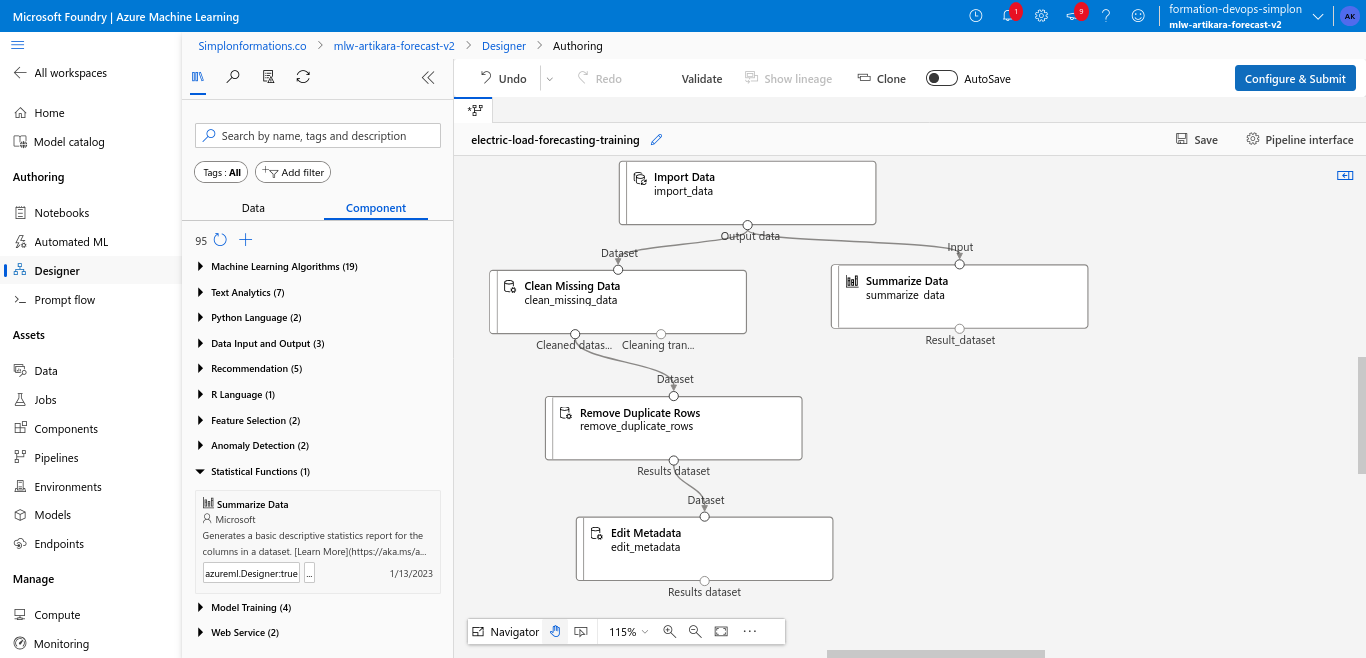 Microsoft Foundry | Azure Machine Learning
1
9
formation-devops-simplon
mlw-artikara-forecast-v2
AK
Simplonformations.co > mlw-artikara-forecast-v2 > Designer > Authoring
All workspaces
Home
Model catalog
Authoring
Notebooks
Automated ML
Designer
Prompt flow
Assets
Data
Jobs
Components
Pipelines
Environments
Models
Endpoints
Manage
Compute
Monitoring
Search by name, tags and description
Tags : All
Add filter
Data
Component
95
Machine Learning Algorithms (19)
Text Analytics (7)
Python Language (2)
Data Input and Output (3)
Recommendation (5)
R Language (1)
Feature Selection (2)
Anomaly Detection (2)
Statistical Functions (1)
Summarize Data
Microsoft
Generates a basic descriptive statistics report for the
columns in a dataset. [Learn More](https://aka.ms/a...
azureml.Designer:true
...
1/13/2023
Model Training (4)
Web Service (2)
Undo
Redo
Validate
Show lineage
Clone
AutoSave
Configure & Submit
electric-load-forecasting-training
Save
Pipeline interface
Import Data
import_data
Output data
Dataset
Input
Clean Missing Data
clean_missing_data
Summarize Data
summarize_data
Cleaned datas...
Cleaning tran...
Result_dataset
Dataset
Remove Duplicate Rows
remove_duplicate_rows
Results dataset
Dataset
Edit Metadata
edit_metadata
Results dataset
Navigator
115%